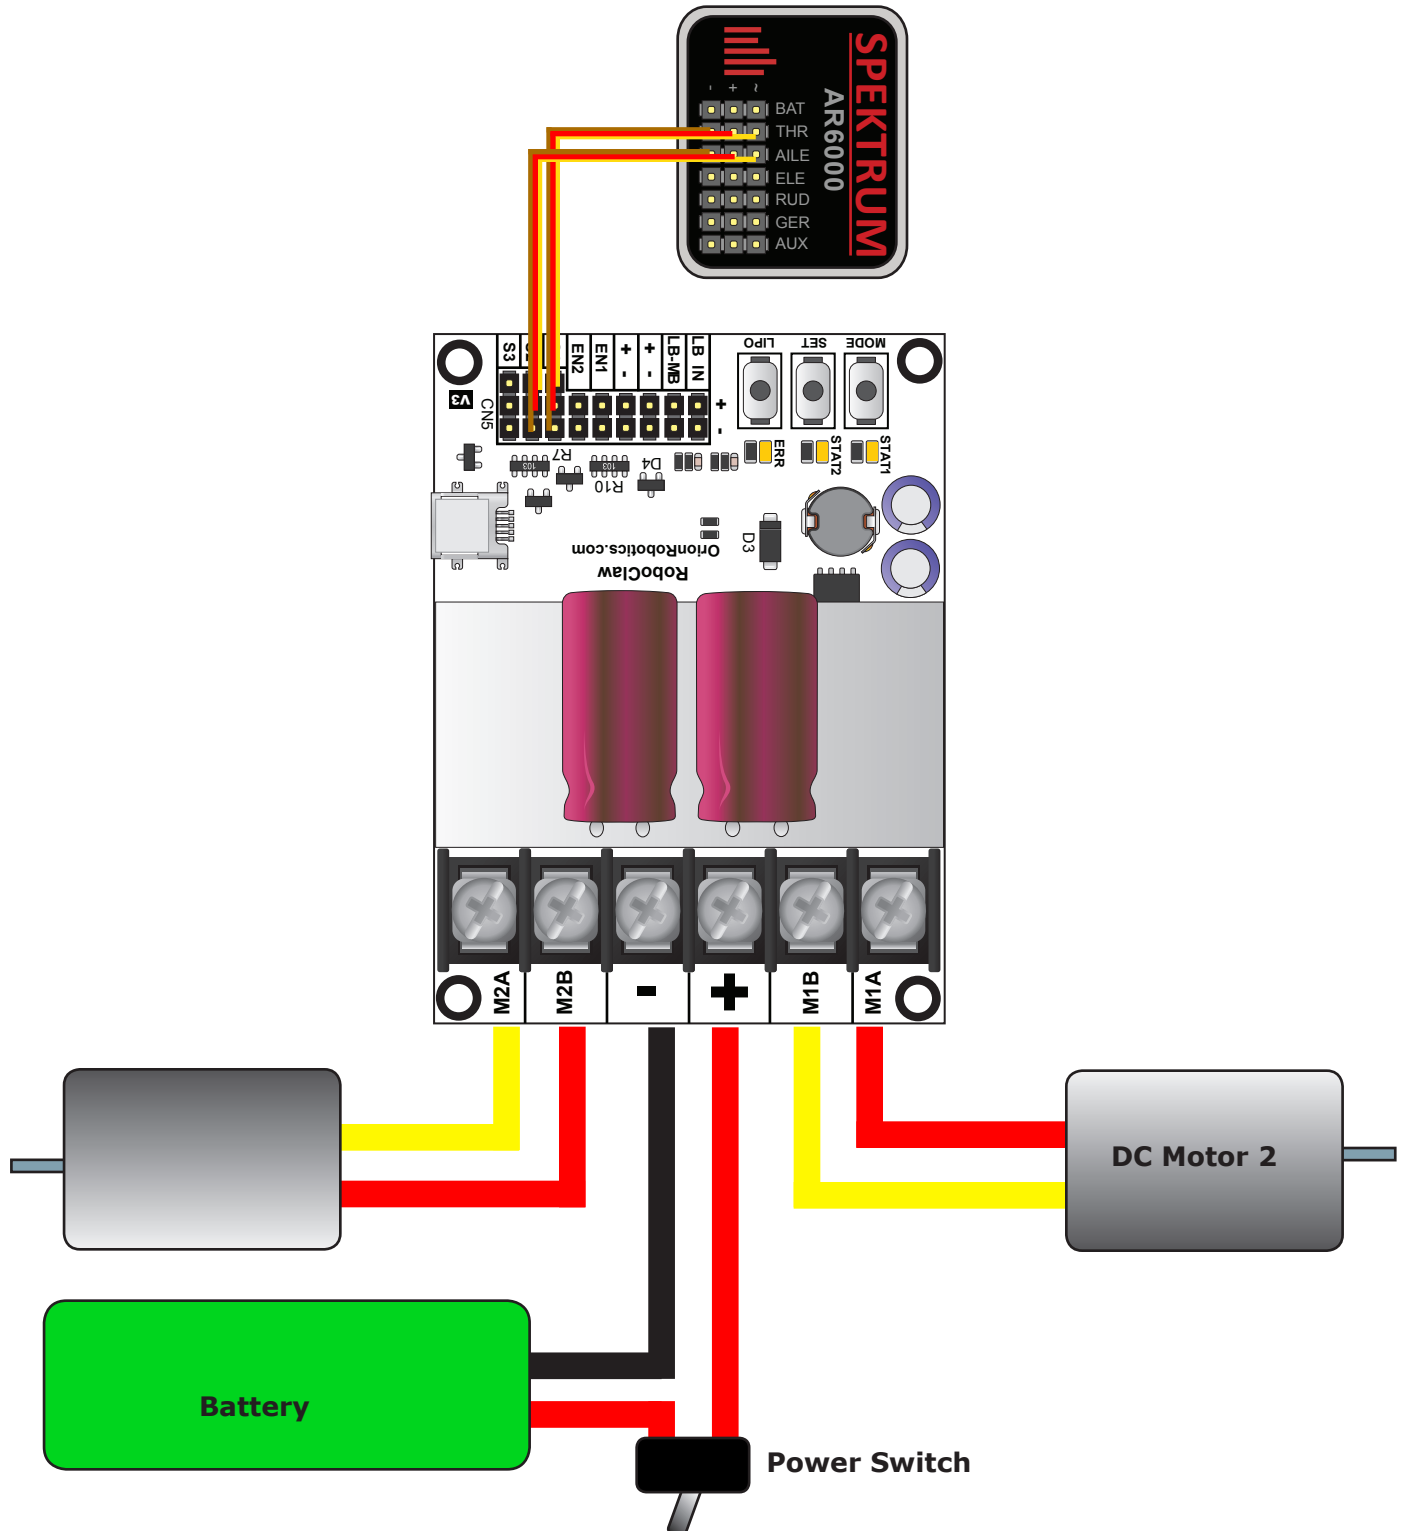 SPEKTRUM
AR6000
- + ~
BAT
THR
AILE
ELE
RUD
GER
AUX
S3
EN2
EN1
+ -
+ -
LB-MB
LB IN
LIPO
SET
MODE
V3
CN5
+
-
ERR
STAT2
STAT1
R7
103
103
R10
D4
D3
OrionRobotics.com
RoboClaw
M2A
M2B
-
+
M1B
M1A
DC Motor 2
Battery
Power Switch